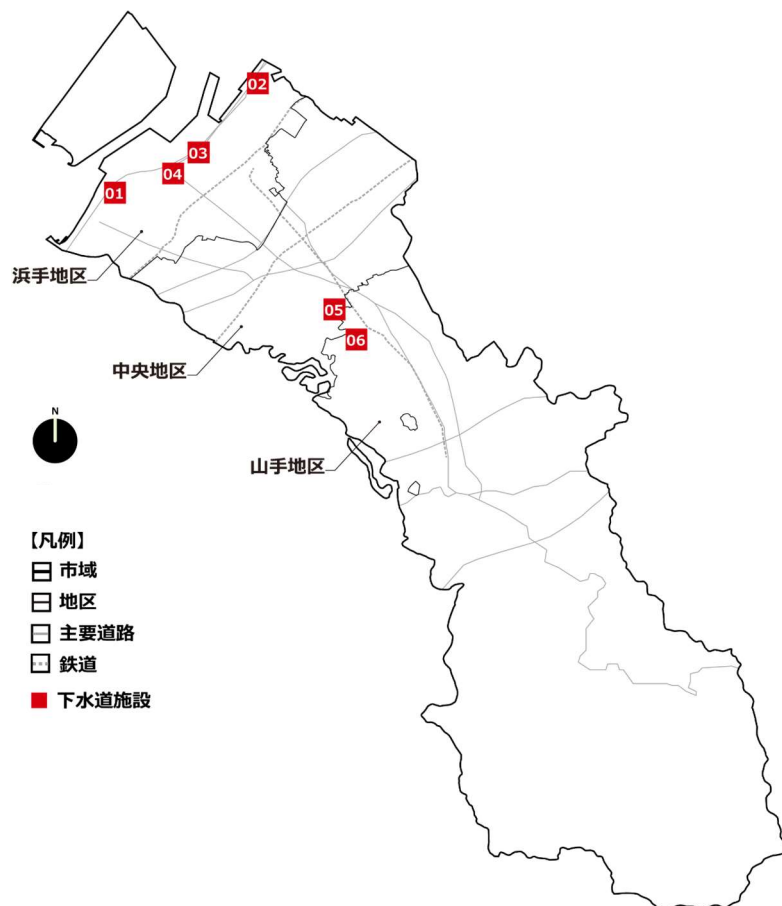 02
03
04
01
浜手地区
05
06
中央地区
N
山手地区
【凡例】
市域
地区
主要道路
鉄道
下水道施設